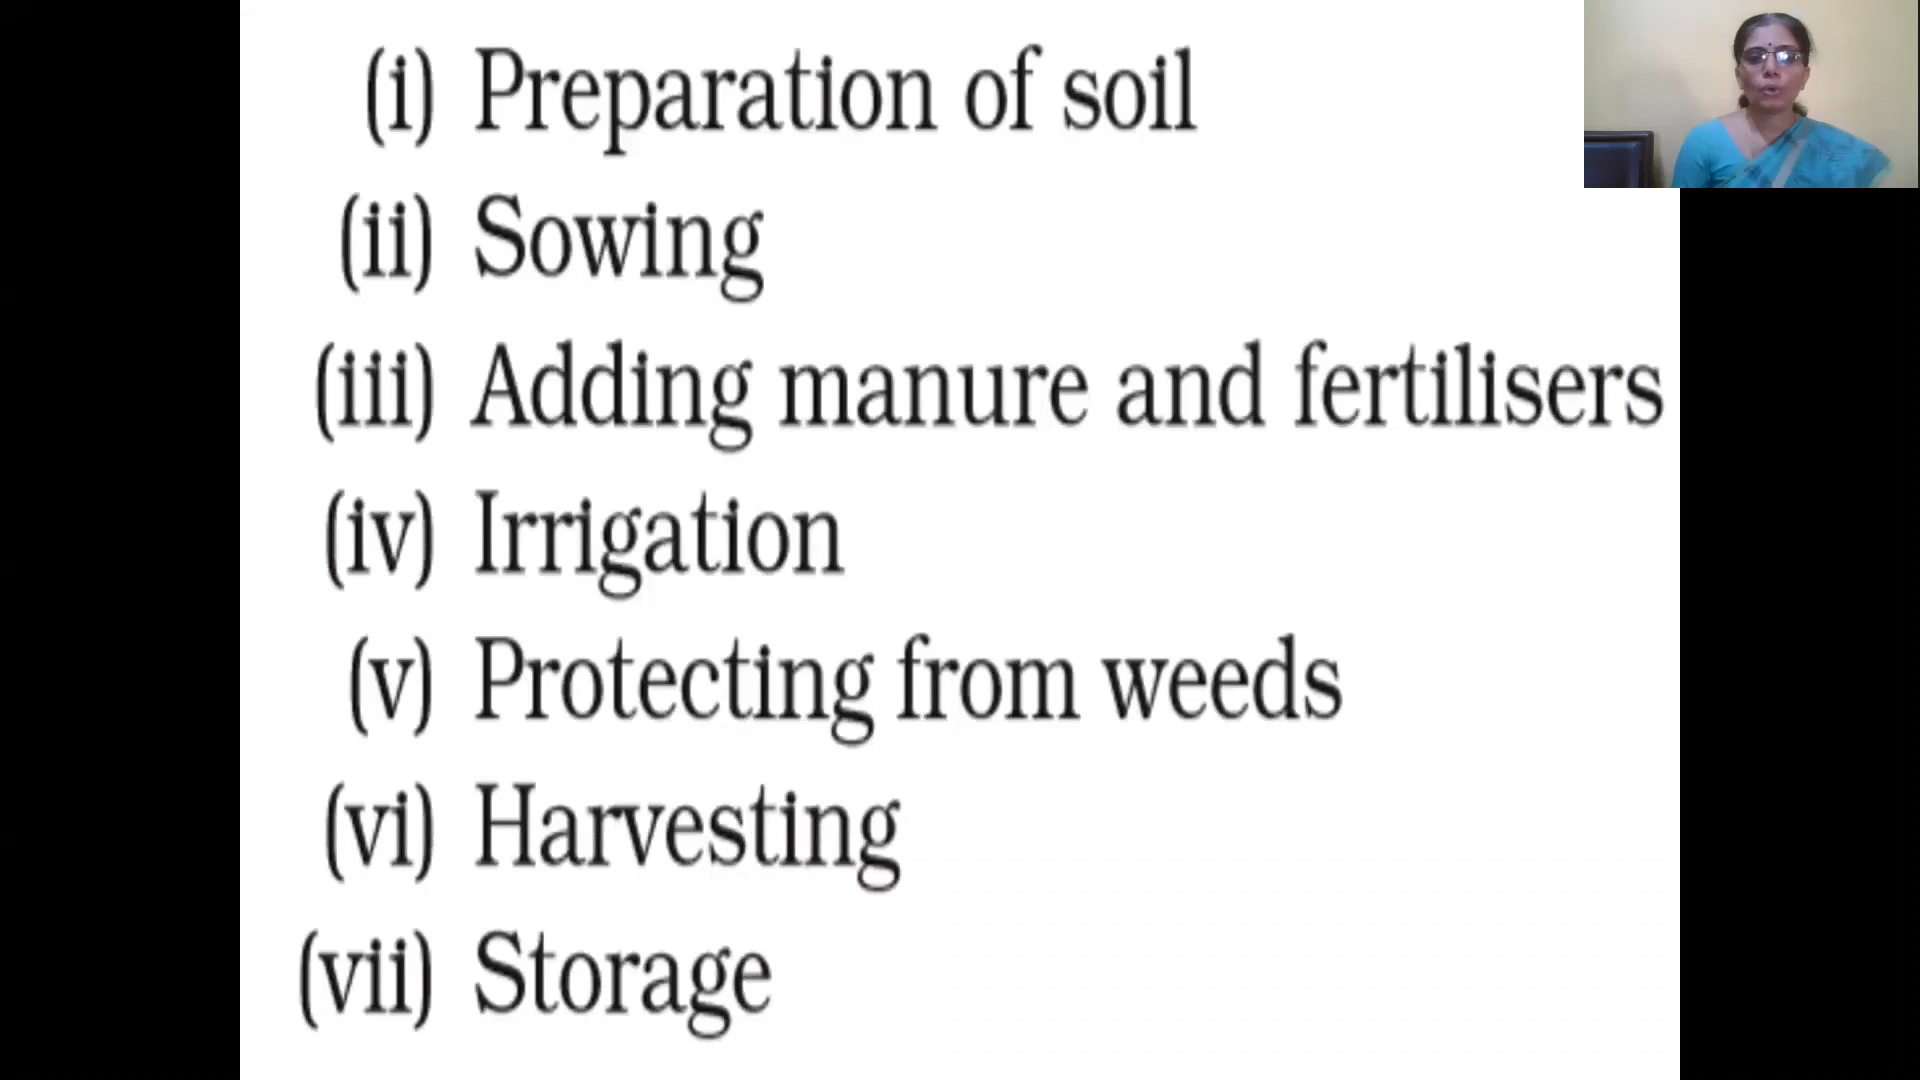 (i) Preparation of soil
(ii) Sowing
(iii) Adding manure and fertilisers
(iv) Irrigation
(v) Protecting from weeds
(vi) Harvesting
(vii) Storage